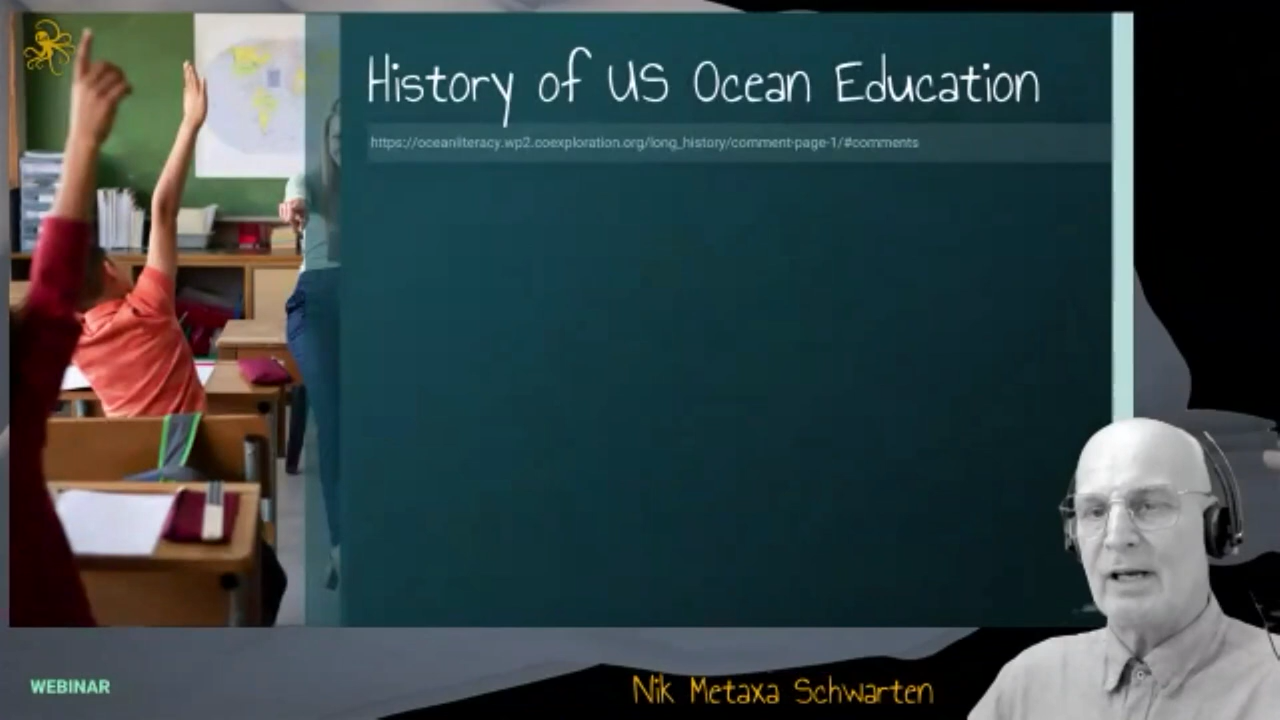 History of US Ocean Education
https://oceanliteracy.wp2.coexploration.org/long_history/comment-page-1/#comments
WEBINAR
Nik Metaxa Schwarten